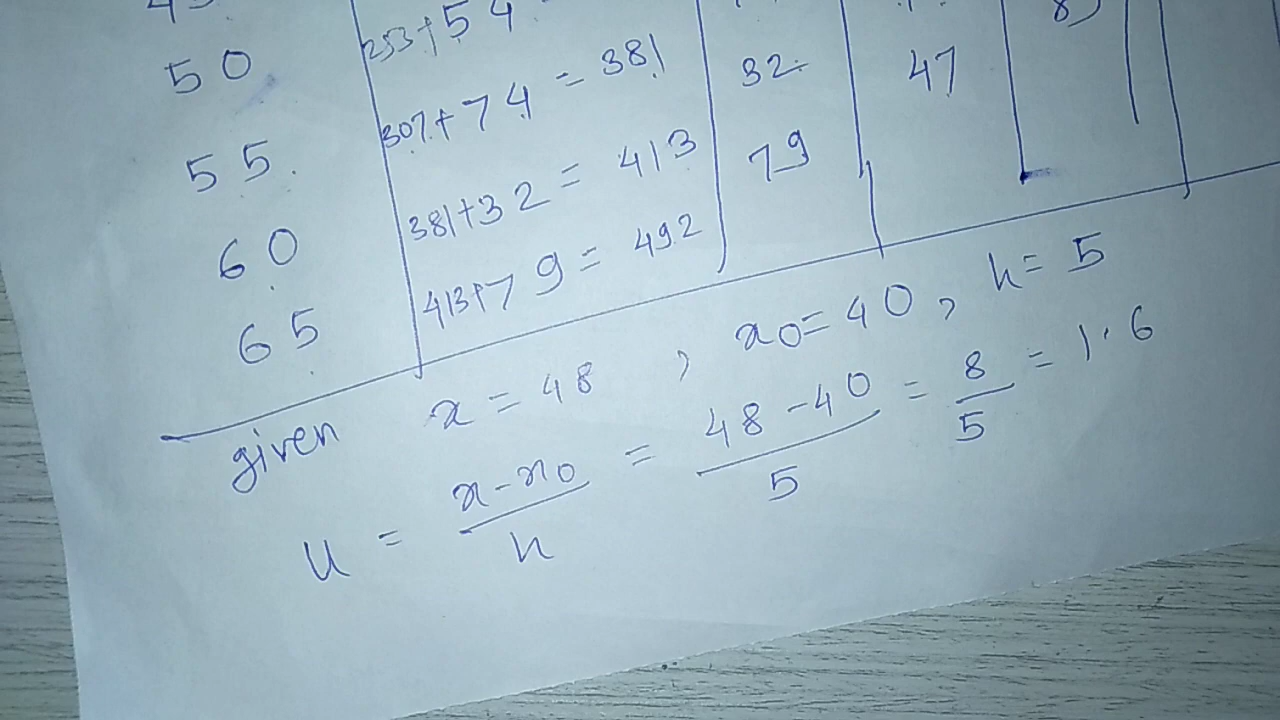 50 253+54
55 307+74 = 381 32 47
60 381+32 = 413 79
65 413+79 = 492
given x = 48 , x0 = 40 , h = 5
u = x-x0/h = 48-40/5 = 8/5 = 1.6